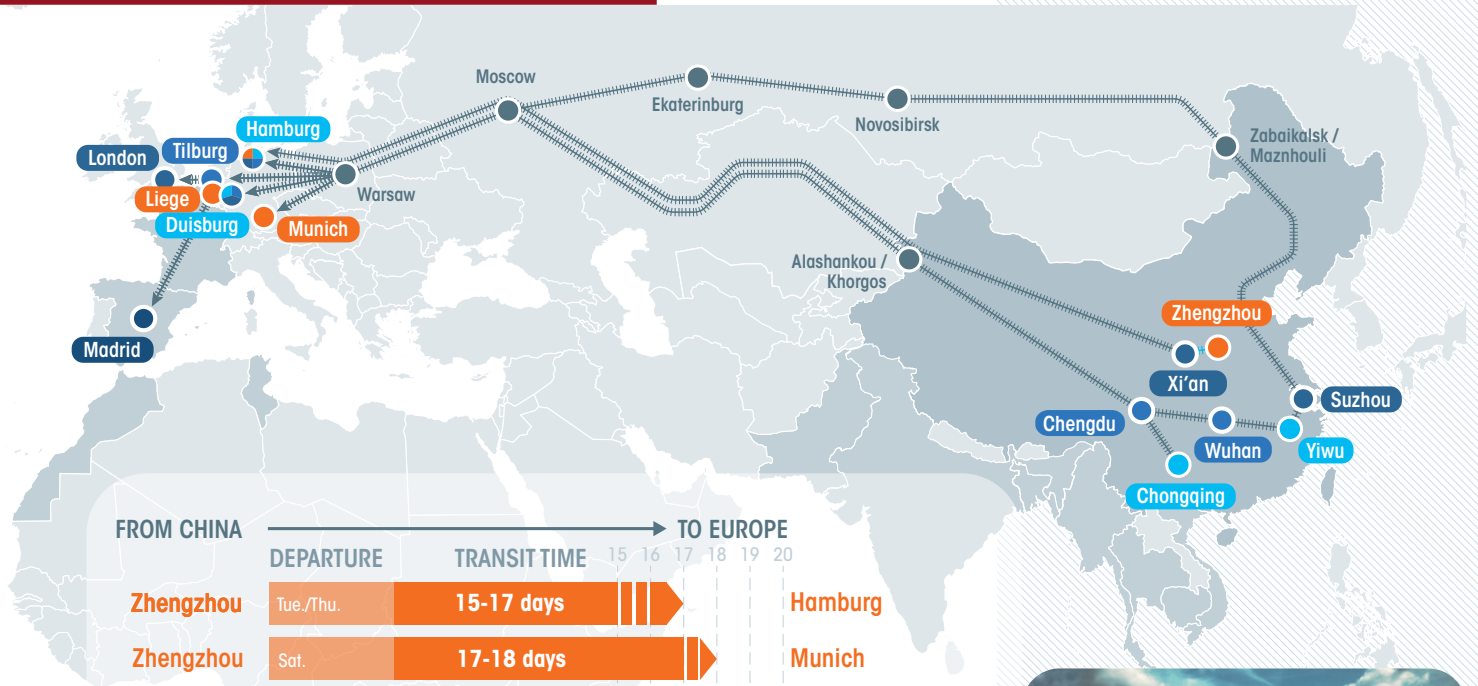 Moscow
Ekaterinburg
Novosibirsk
Zabaikalsk /
Maznhouli
Hamburg
Tilburg
London
Warsaw
Liege
Duisburg
Munich
Alashankou /
Khorgos
Madrid
Zhengzhou
Xi'an
Suzhou
Chengdu
Wuhan
Yiwu
Chongqing
FROM CHINA TO EUROPE
DEPARTURE TRANSIT TIME 15 16 17 18 19 20
Zhengzhou Tue./Thu. 15-17 days Hamburg
Zhengzhou Sat. 17-18 days Munich